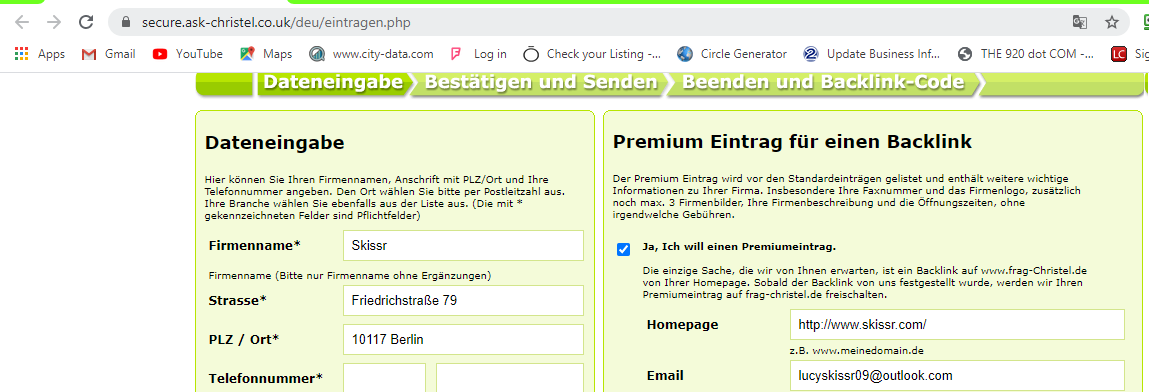 secure.ask-christel.co.uk/deu/eintragen.php
Apps Gmail YouTube Maps www.city-data.com Log in Check your Listing -... Circle Generator Update Business Inf... THE 920 dot COM -... LC Sig
Dateneingabe Bestätigen und Senden Beenden und Backlink-Code
Dateneingabe
Hier können Sie Ihren Firmennamen, Anschrift mit PLZ/Ort und Ihre
Telefonnummer angeben. Den Ort wählen Sie bitte per Postleitzahl aus.
Ihre Branche wählen Sie ebenfalls aus der Liste aus. (Die mit *
gekennzeichneten Felder sind Pflichtfelder)
Firmenname* Skissr
Firmenname (Bitte nur Firmenname ohne Ergänzungen)
Strasse* Friedrichstraße 79
PLZ / Ort* 10117 Berlin
Telefonnummer*
Premium Eintrag für einen Backlink
Der Premium Eintrag wird vor den Standardeinträgen gelistet und enthält weitere wichtige
Informationen zu Ihrer Firma. Insbesondere Ihre Faxnummer und das Firmenlogo, zusätzlich
noch max. 3 Firmenbilder, Ihre Firmenbeschreibung und die Öffnungszeiten, ohne
irgendwelche Gebühren.
Ja, Ich will einen Premiumeintrag.
Die einzige Sache, die wir von Ihnen erwarten, ist ein Backlink auf www.frag-Christel.de
von Ihrer Homepage. Sobald der Backlink von uns festgestellt wurde, werden wir Ihren
Premiumeintrag auf frag-christel.de freischalten.
Homepage http://www.skissr.com/
z.B. www.meinedomain.de
Email lucyskissr09@outlook.com